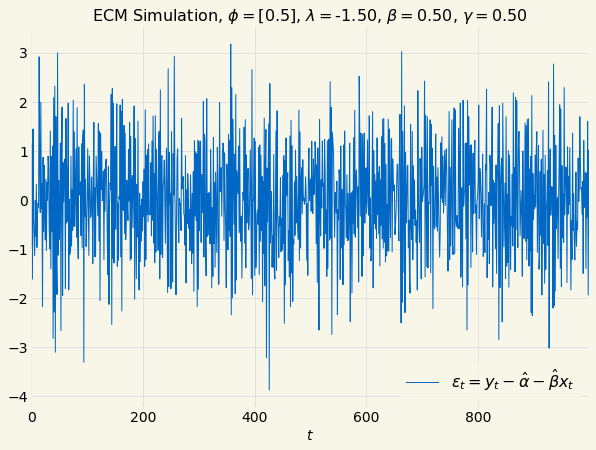 ECM Simulation, ϕ = [0.5], λ = -1.50, β = 0.50, γ = 0.50
3
2
1
0
−1
−2
−3
−4
0 200 400 600 800
t
εₜ = yₜ − α̂ − β̂xₜ